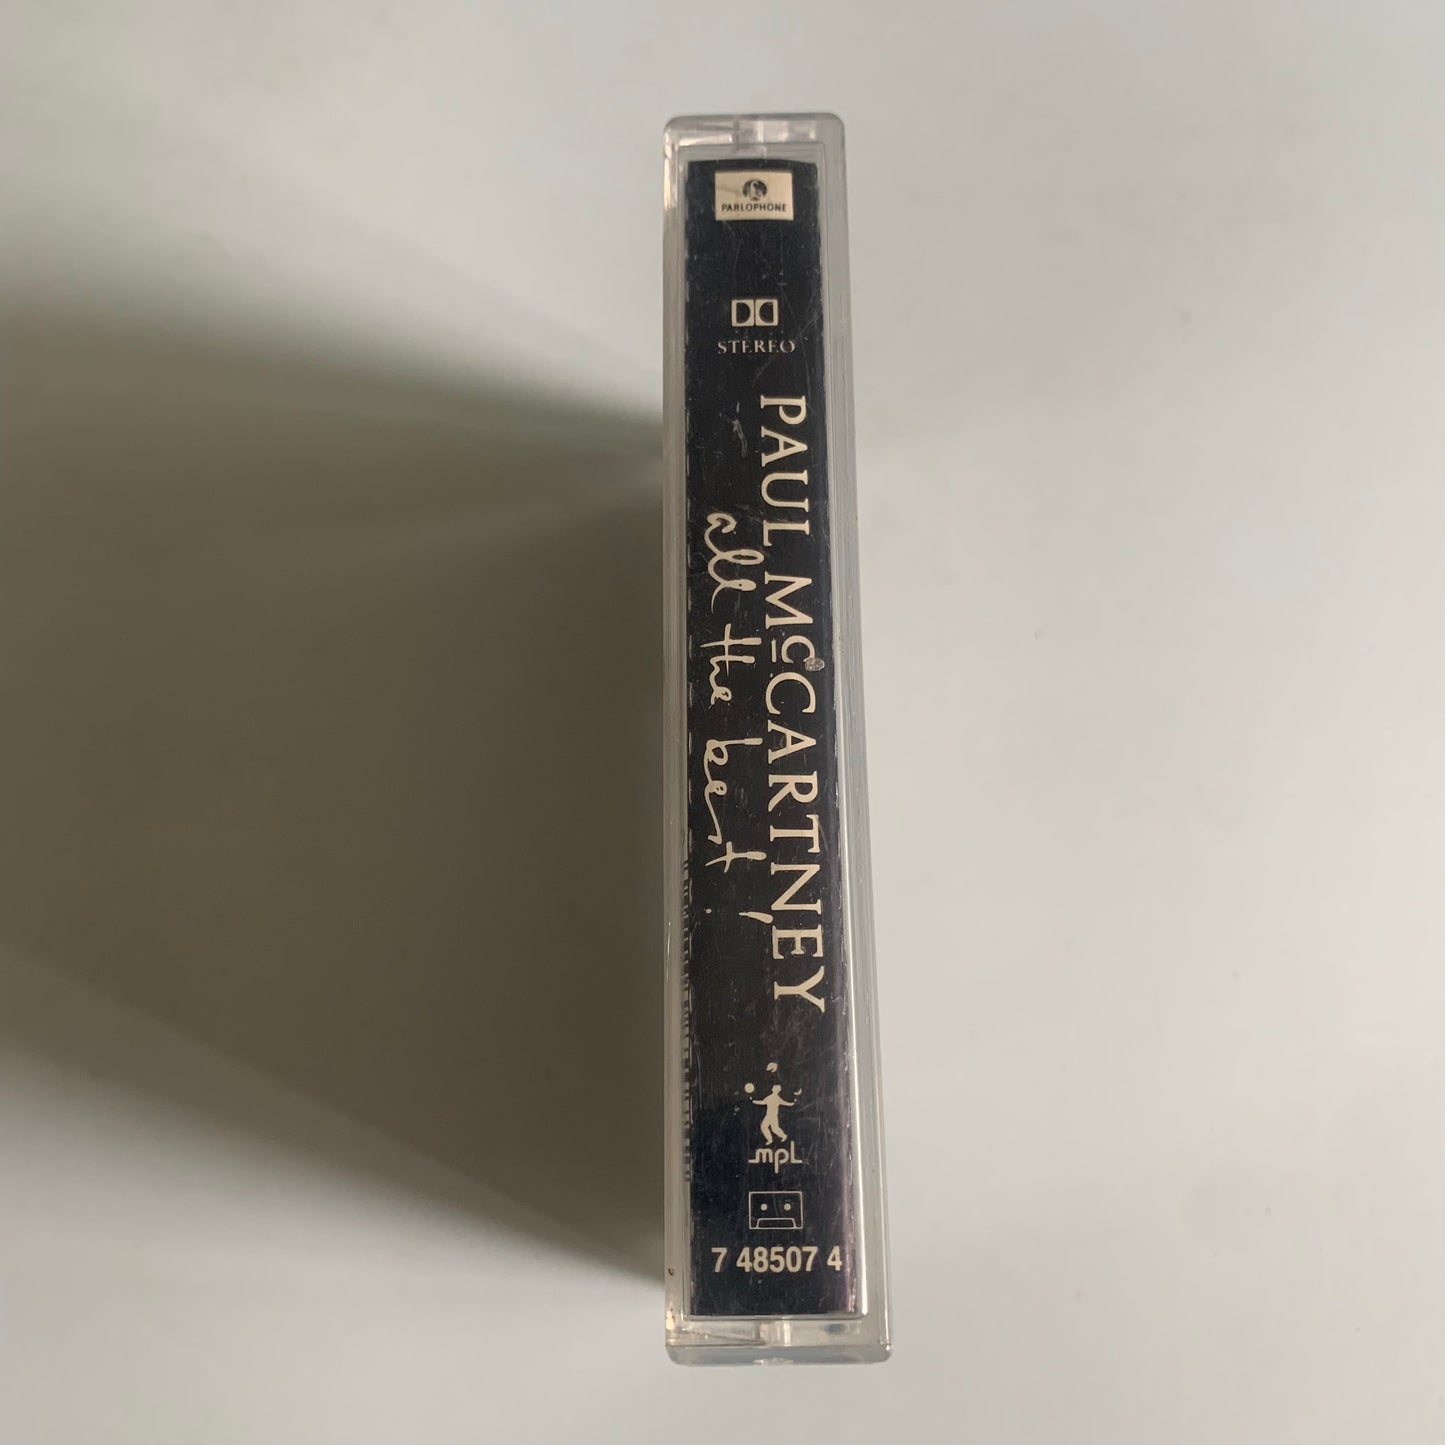 PARLOPHONE
STEREO
PAUL McCARTNEY
all the best!
mpl
7 48507 4